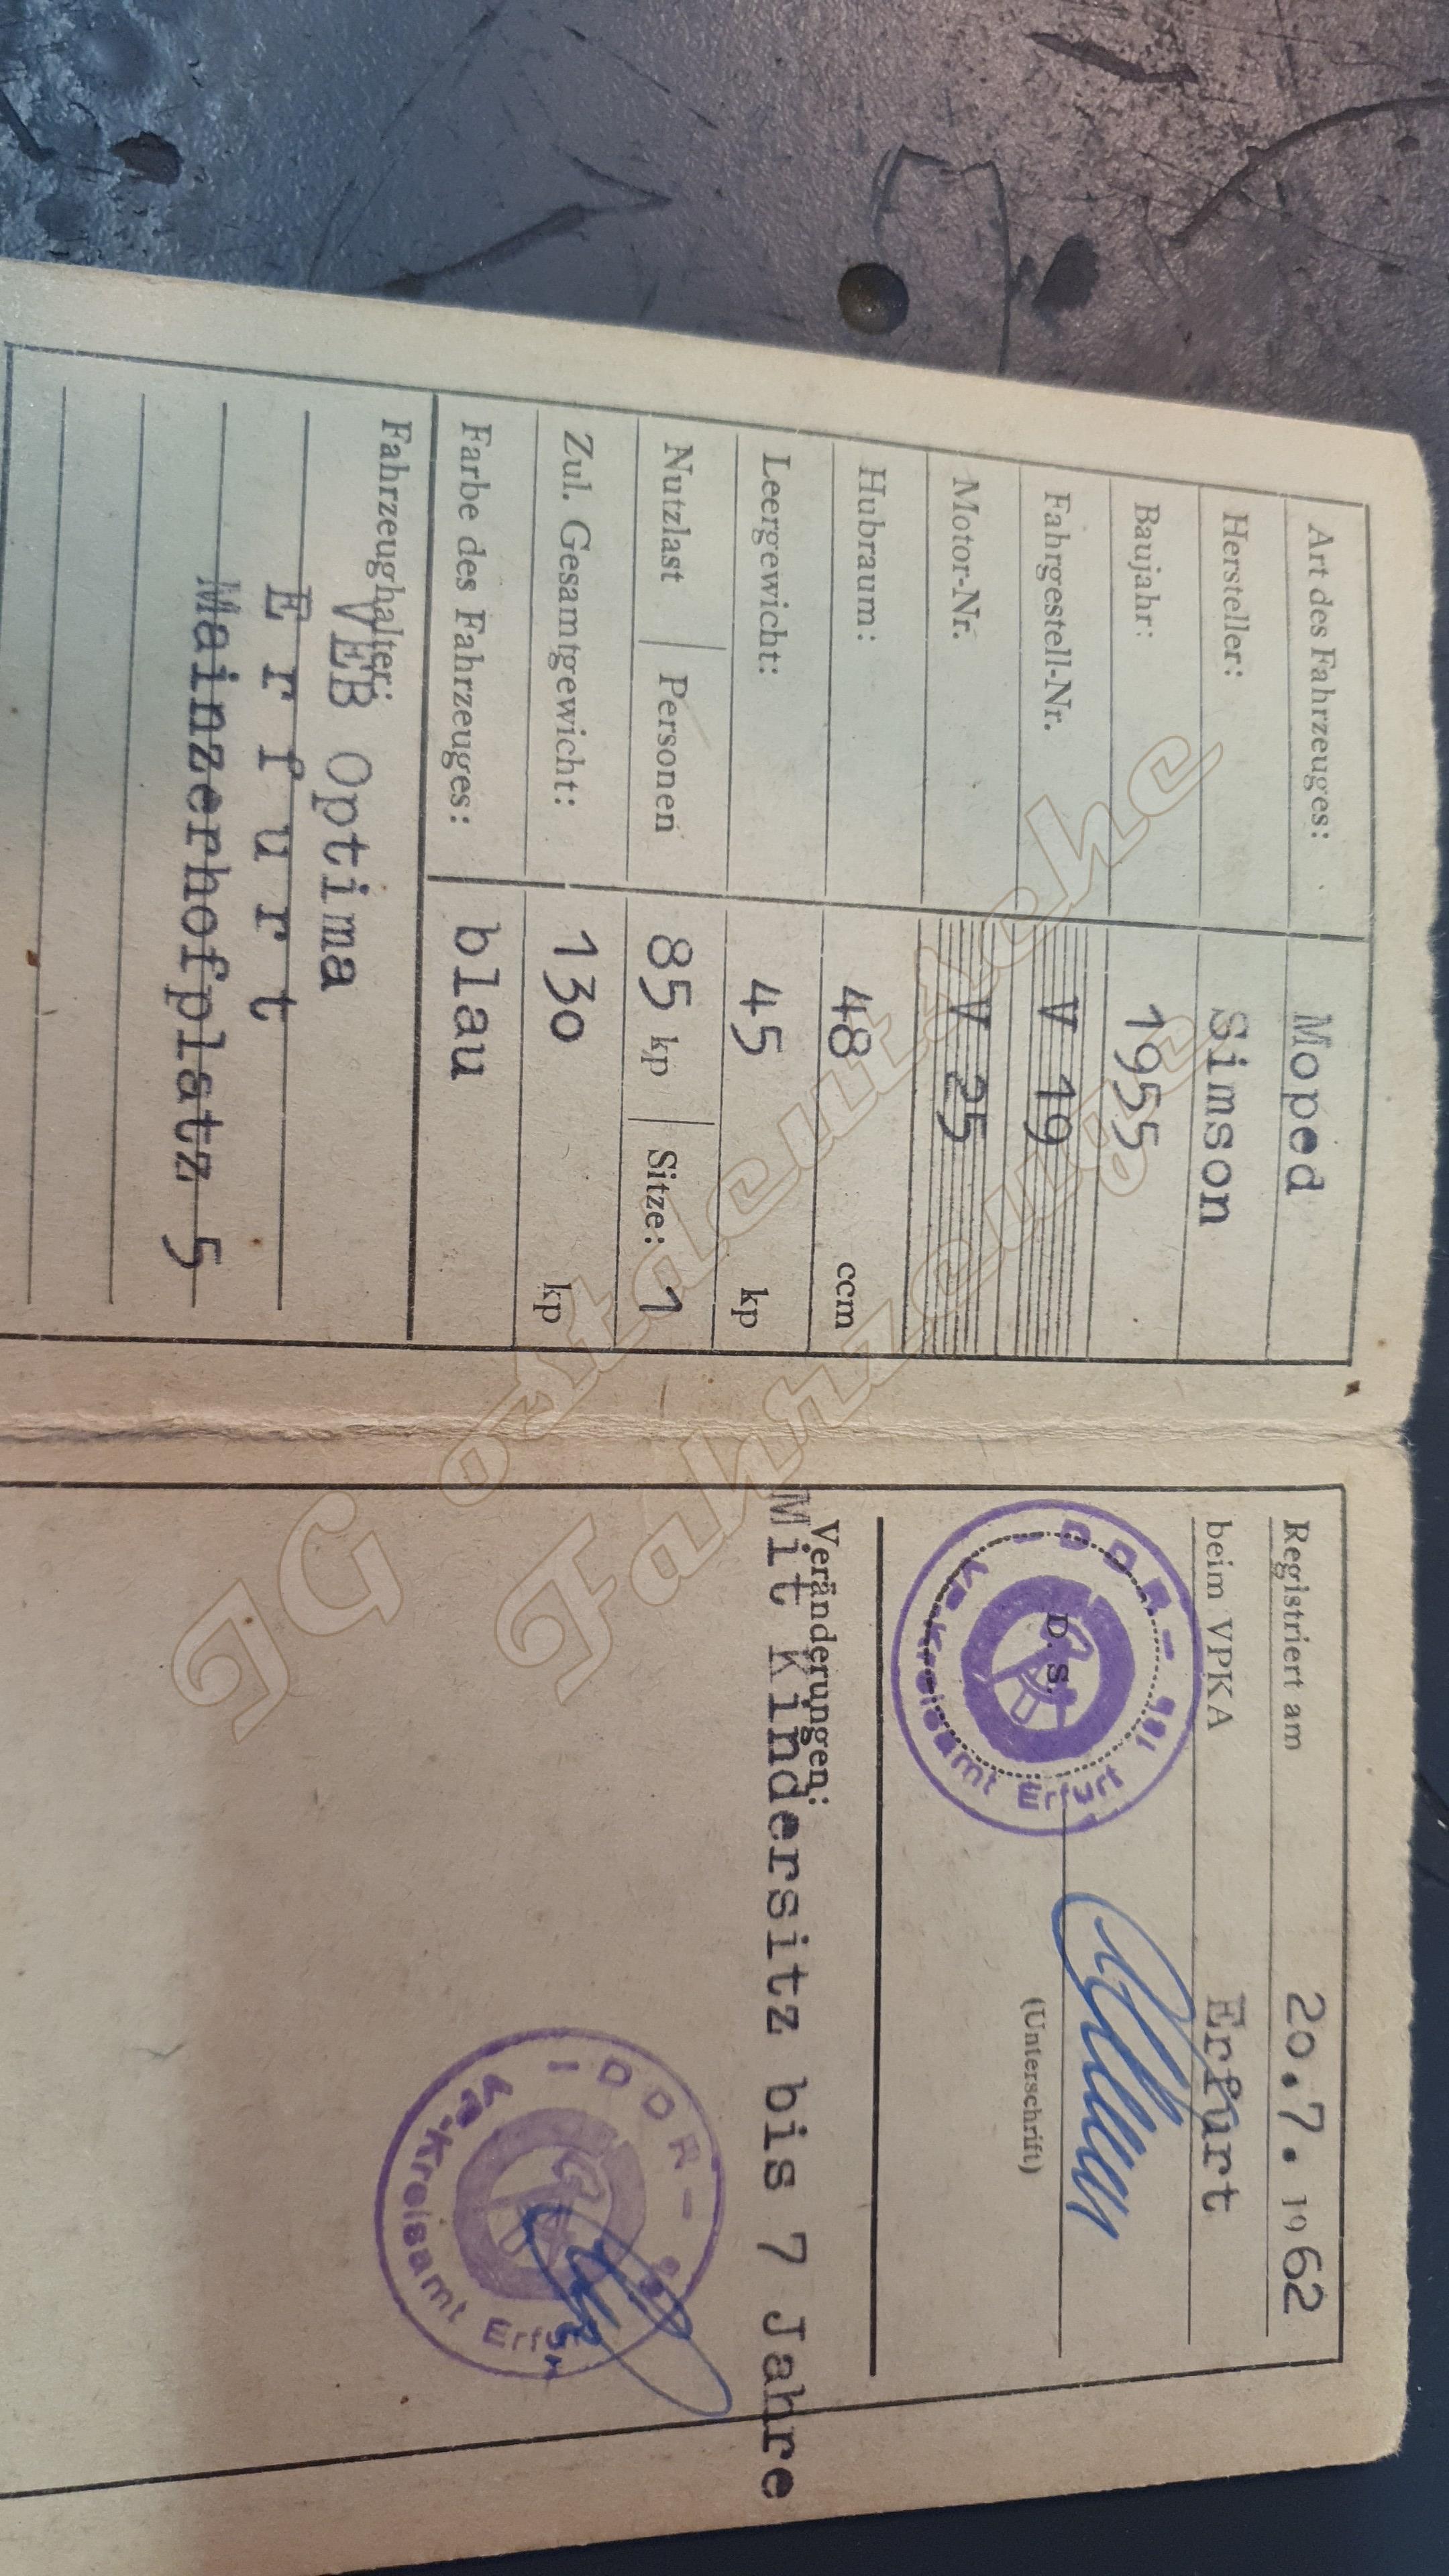 Art des Fahrzeuges: Moped
Hersteller: Simson
Baujahr: 1955
Fahrgestell-Nr. V 19
Motor-Nr. V 25
Hubraum: 48 ccm
Leergewicht: 45 kp
Nutzlast | Personen 85 kp | Sitze: 1
Zul. Gesamtgewicht: 130 kp
Farbe des Fahrzeuges: blau
Fahrzeughalter:
VEB Optima
Erfurt
Mainzerhofplatz 5
Registriert am 20.7. 1962
beim VPKA Erfurt
D. S.
(Unterschrift)
DDR
Kreisamt Erfurt
Veränderungen:
Mit Kindersitz bis 7 Jahre
DDR
Kreisamt Erfurt
IG ostdeutsche
Fahrzeuge